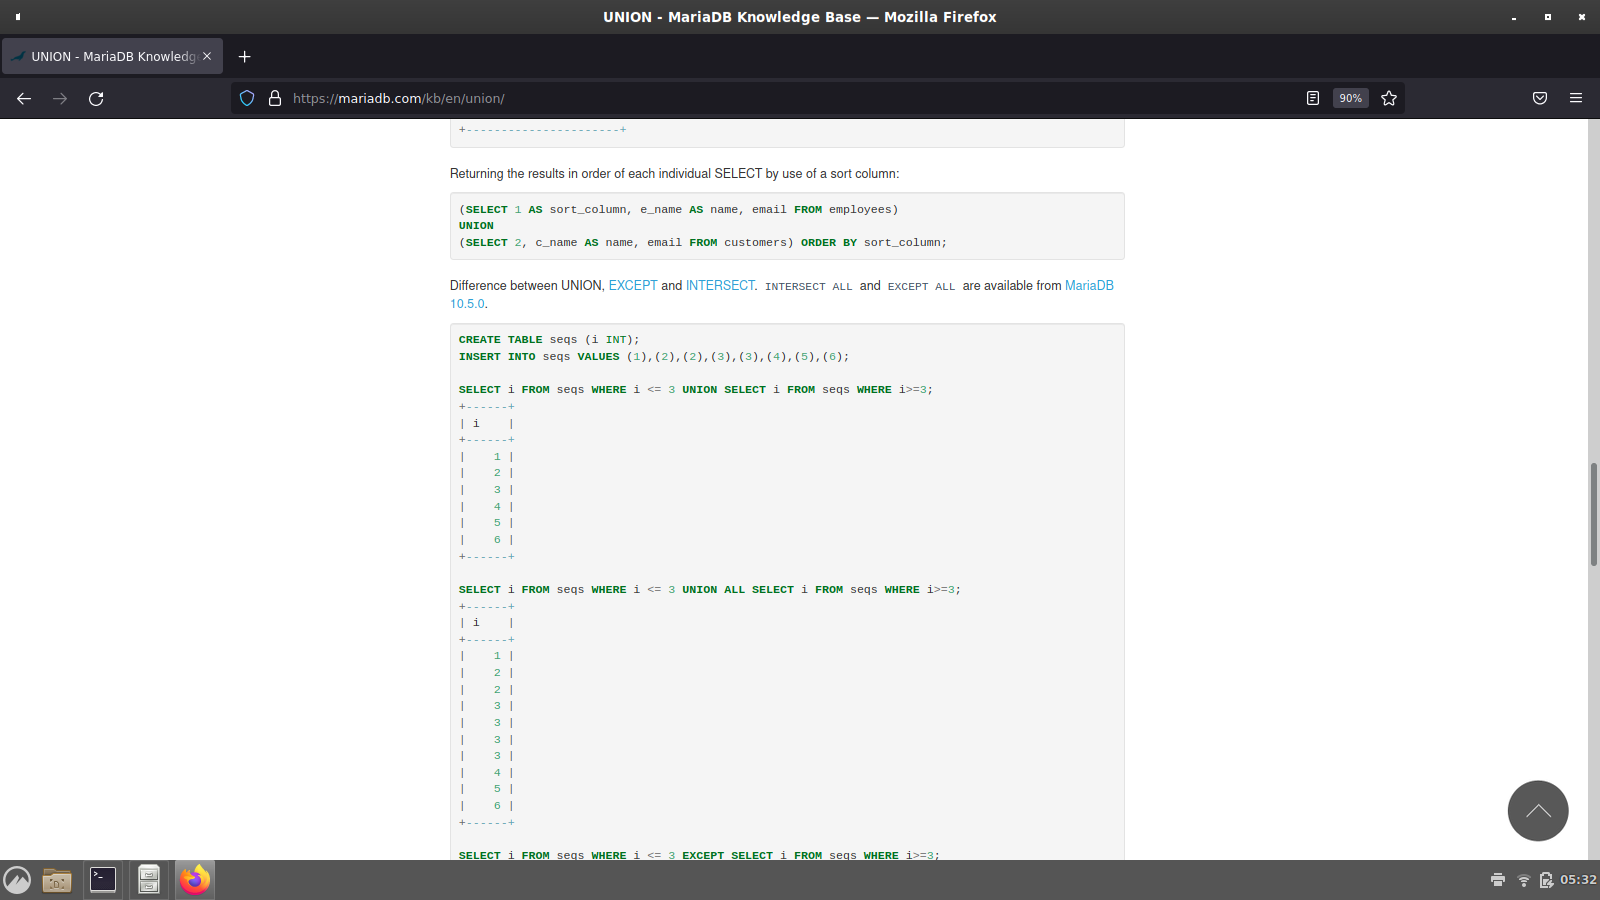 UNION - MariaDB Knowledge Base — Mozilla Firefox
UNION - MariaDB Knowledg
https://mariadb.com/kb/en/union/
90%
+----------------------+
Returning the results in order of each individual SELECT by use of a sort column:
(SELECT 1 AS sort_column, e_name AS name, email FROM employees)
UNION
(SELECT 2, c_name AS name, email FROM customers) ORDER BY sort_column;
Difference between UNION, EXCEPT and INTERSECT. INTERSECT ALL and EXCEPT ALL are available from MariaDB
10.5.0.
CREATE TABLE seqs (i INT);
INSERT INTO seqs VALUES (1),(2),(2),(3),(3),(4),(5),(6);
SELECT i FROM seqs WHERE i <= 3 UNION SELECT i FROM seqs WHERE i>=3;
+------+
| i    |
+------+
|    1 |
|    2 |
|    3 |
|    4 |
|    5 |
|    6 |
+------+
SELECT i FROM seqs WHERE i <= 3 UNION ALL SELECT i FROM seqs WHERE i>=3;
+------+
| i    |
+------+
|    1 |
|    2 |
|    2 |
|    3 |
|    3 |
|    3 |
|    3 |
|    4 |
|    5 |
|    6 |
+------+
SELECT i FROM seqs WHERE i <= 3 EXCEPT SELECT i FROM seqs WHERE i>=3;
05:32